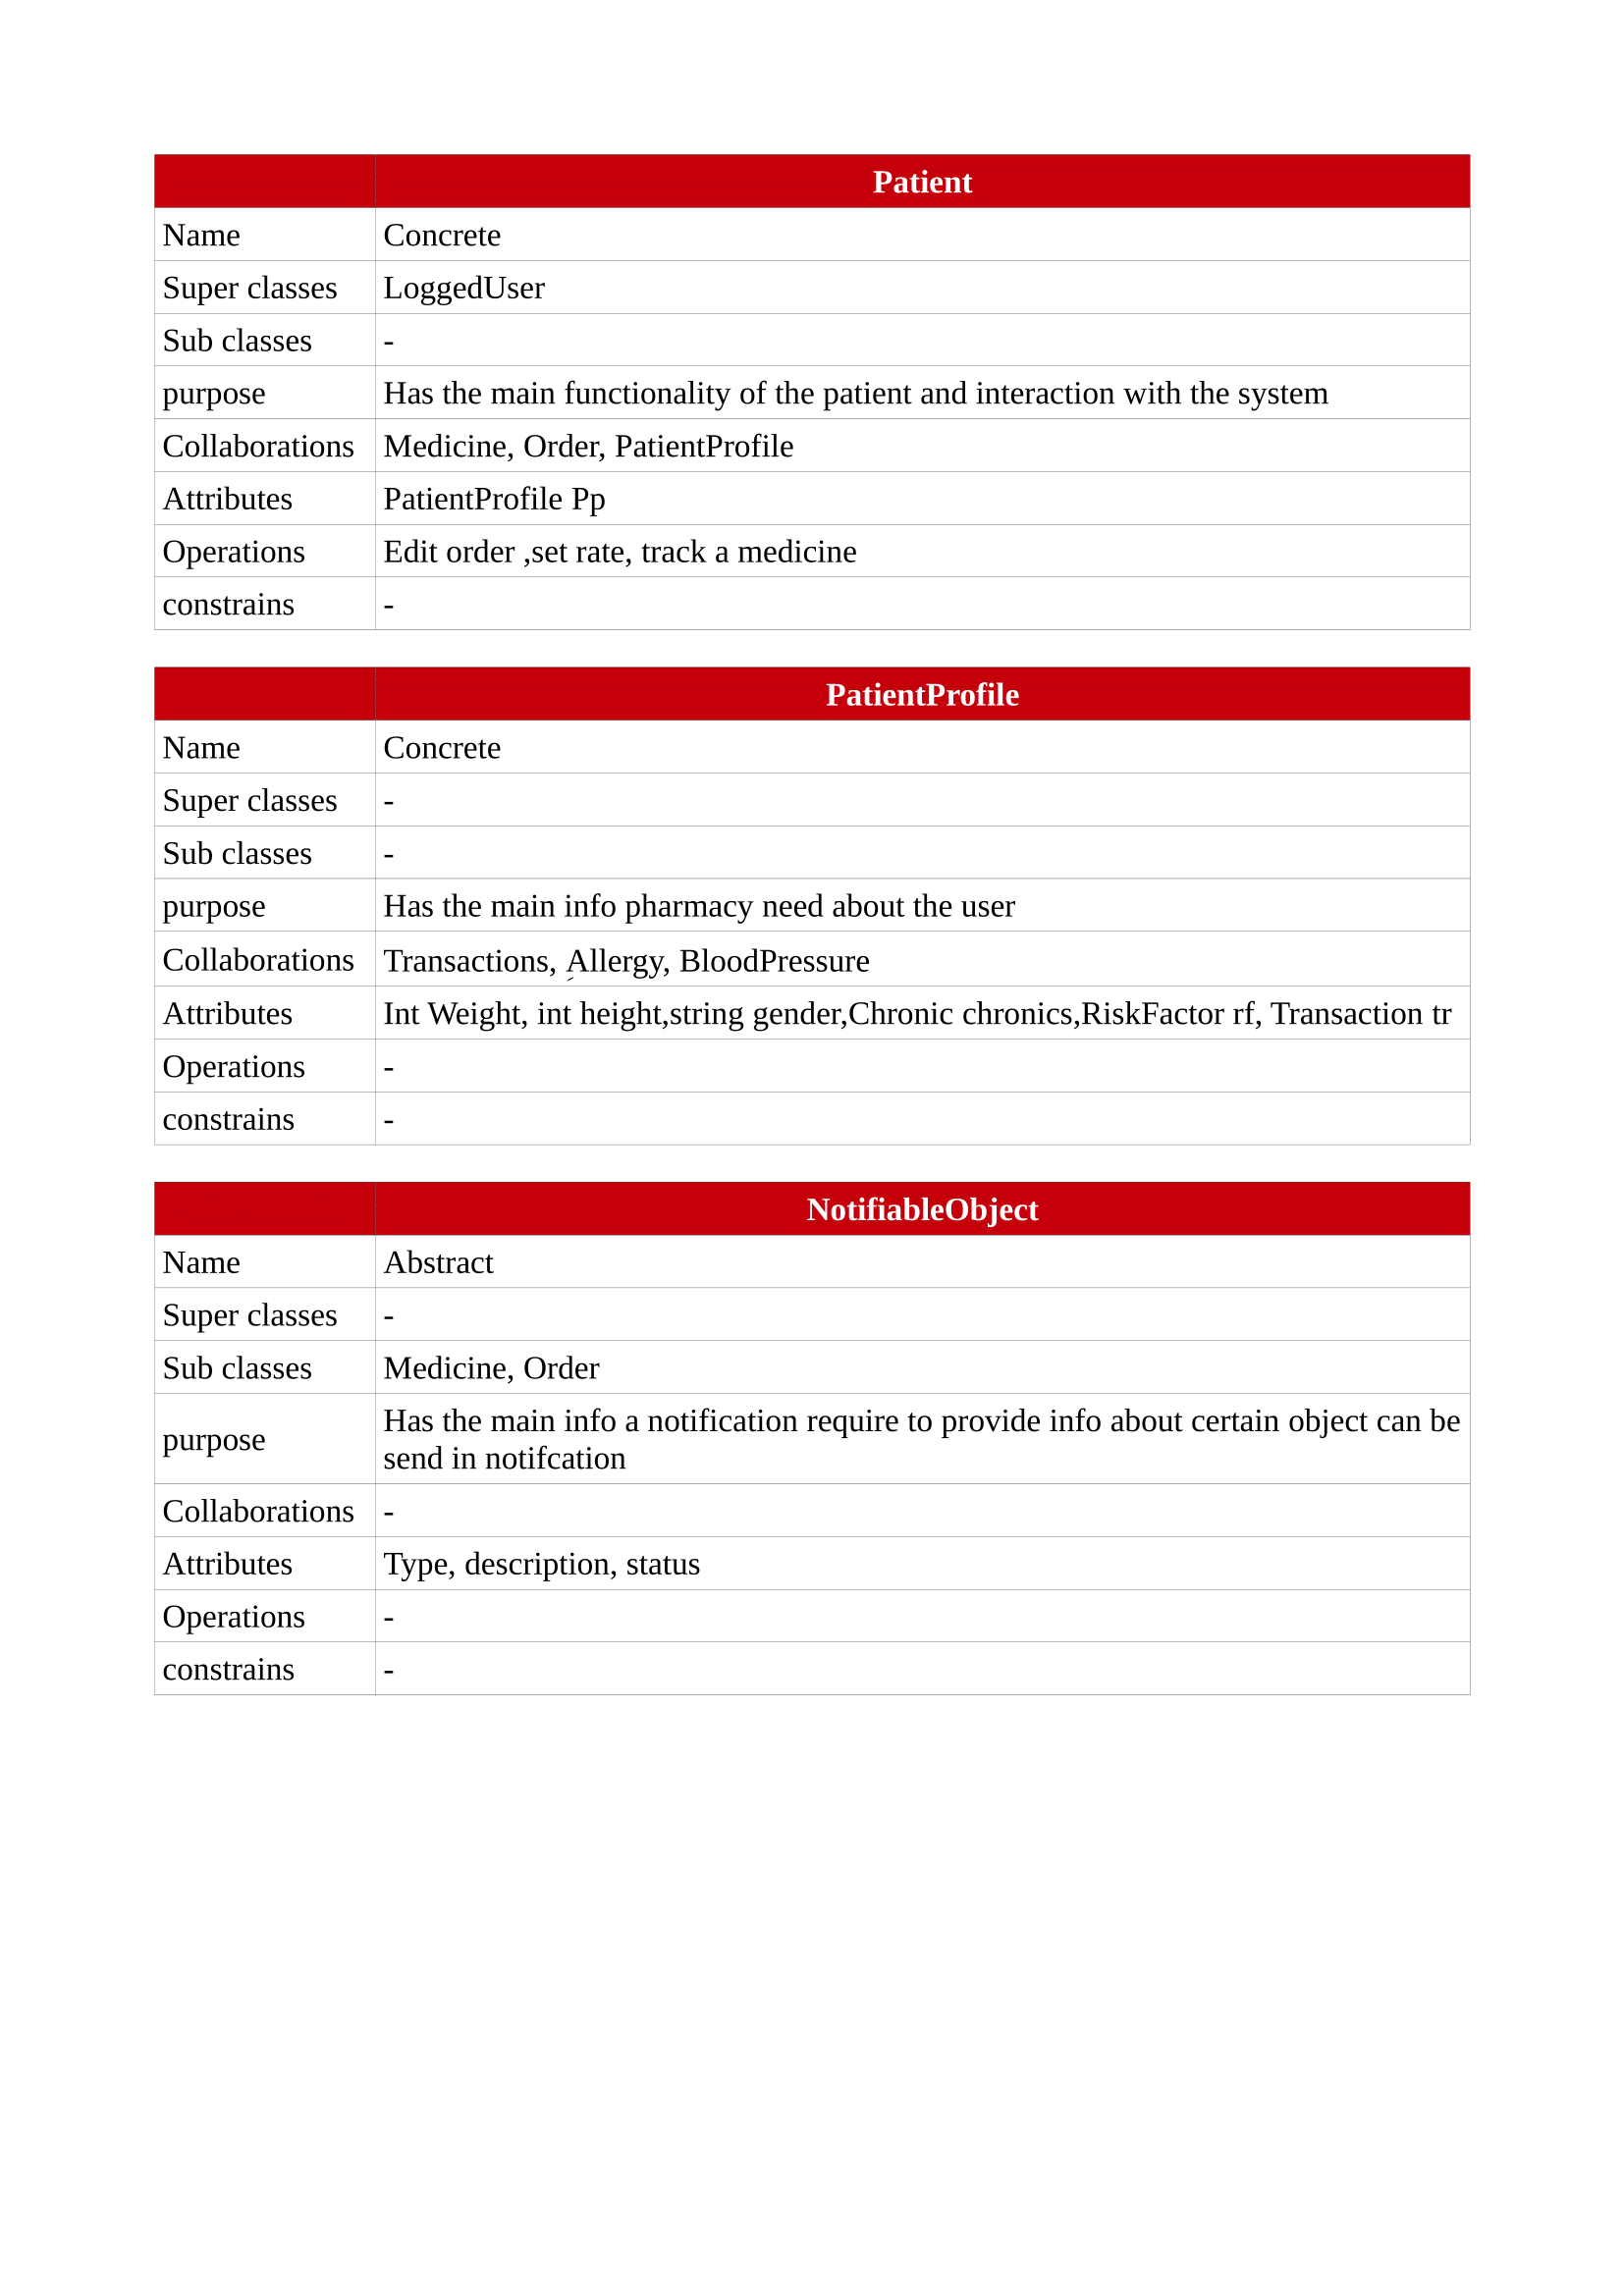 Patient
Name Concrete
Super classes LoggedUser
Sub classes -
purpose Has the main functionality of the patient and interaction with the system
Collaborations Medicine, Order, PatientProfile
Attributes PatientProfile Pp
Operations Edit order ,set rate, track a medicine
constrains -
PatientProfile
Name Concrete
Super classes -
Sub classes -
purpose Has the main info pharmacy need about the user
Collaborations Transactions, ِAllergy, BloodPressure
Attributes Int Weight, int height,string gender,Chronic chronics,RiskFactor rf, Transaction tr
Operations -
constrains -
NotifiableObject
Name Abstract
Super classes -
Sub classes Medicine, Order
purpose Has the main info a notification require to provide info about certain object can be
send in notifcation
Collaborations -
Attributes Type, description, status
Operations -
constrains -